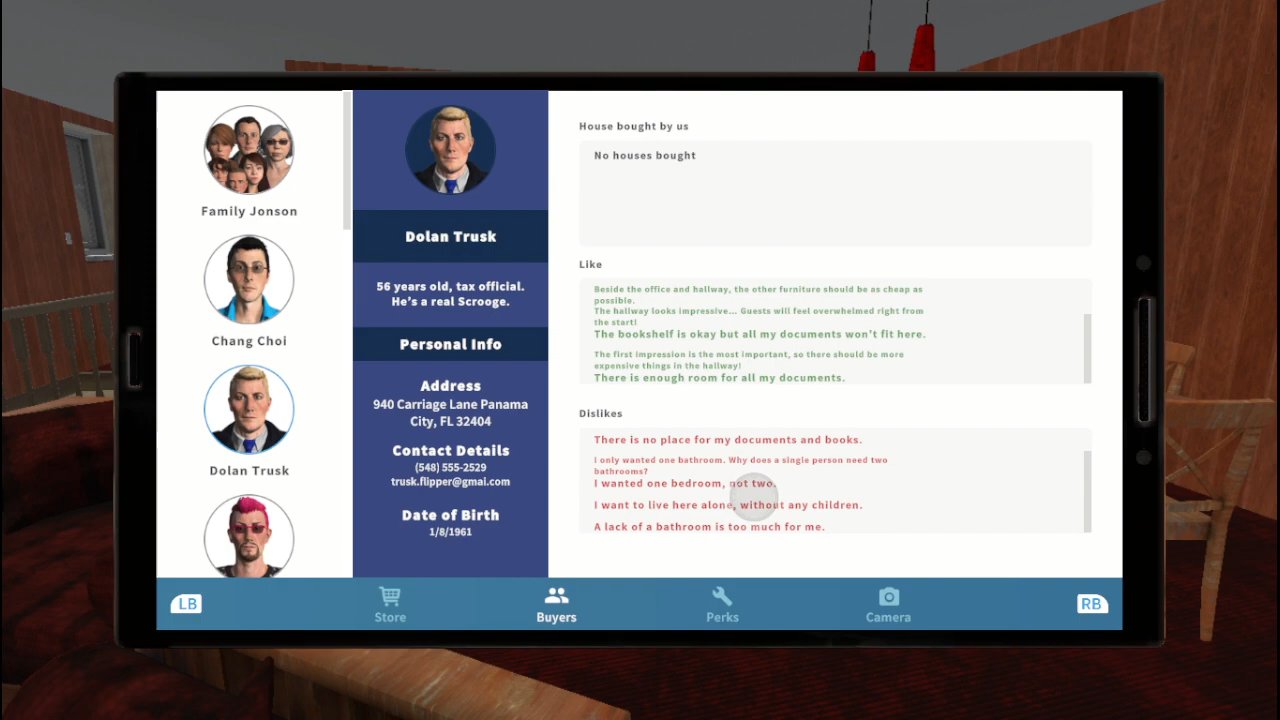 Family Jonson
Chang Choi
Dolan Trusk
Dolan Trusk
56 years old, tax official.
He's a real Scrooge.
Personal Info
Address
940 Carriage Lane Panama
City, FL 32404
Contact Details
(548) 555-2529
trusk.flipper@gmai.com
Date of Birth
1/8/1961
House bought by us
No houses bought
Like
Beside the office and hallway, the other furniture should be as cheap as
possible.
The hallway looks impressive... Guests will feel overwhelmed right from
the start!
The bookshelf is okay but all my documents won't fit here.
The first impression is the most important, so there should be more
expensive things in the hallway!
There is enough room for all my documents.
Dislikes
There is no place for my documents and books.
I only wanted one bathroom. Why does a single person need two
bathrooms?
I wanted one bedroom, not two.
I want to live here alone, without any children.
A lack of a bathroom is too much for me.
LB
Store
Buyers
Perks
Camera
RB